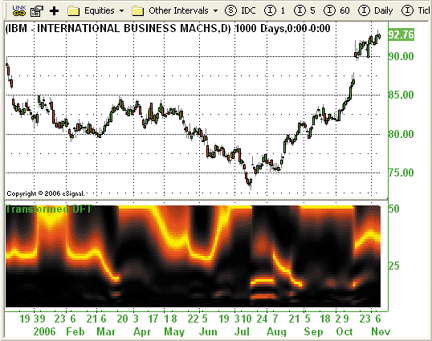 LINK Equities Other Intervals S IDC I 1 I 5 I 60 I Daily I Tick
(IBM - INTERNATIONAL BUSINESS MACHS,D) 1000 Days,0:00-0:00
92.76
90.00
85.00
80.00
75.00
Copyright © 2006 eSignal.
Transformed DFT
50
25
19 39 23 6 21 6 20 3 17 18 22 5 19 3 10 24 7 21 5 18 2 23 6
2006 Feb Mar Apr May Jun Jul Aug Sep Oct Nov